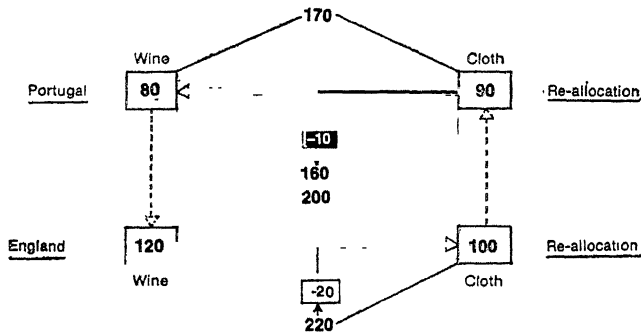 170
Wine Cloth
Portugal 80 90 Re-allocation
-10
160
200
England 120 100 Re-allocation
Wine Cloth
-20
220